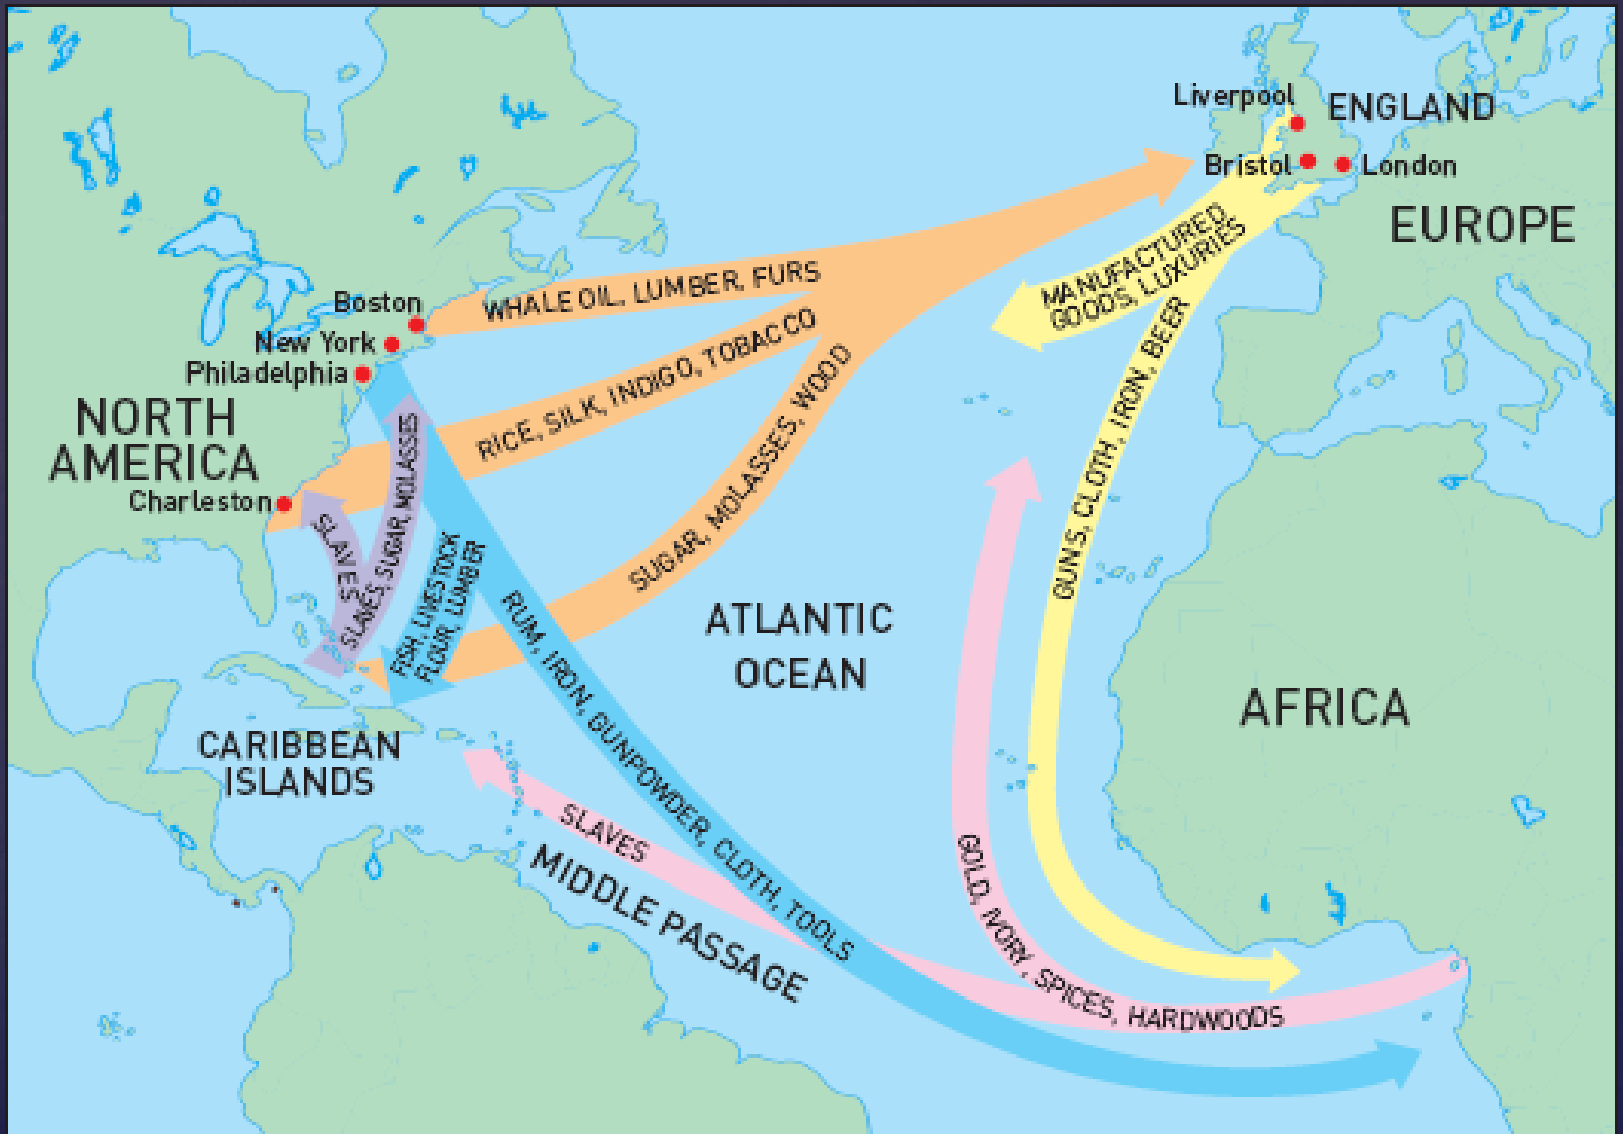 Liverpool
ENGLAND
Bristol
London
EUROPE
MANUFACTURED
GOODS, LUXURIES
WHALE OIL, LUMBER, FURS
Boston
New York
Philadelphia
RICE, SILK, INDIGO, TOBACCO
NORTH
AMERICA
Charleston
SUGAR, MOLASSES, WOOD
GUNS, CLOTH, IRON, BEER
SLAVES
SLAVES, SUGAR, MOLASSES
FISH, LIVESTOCK
FLOUR, LUMBER
RUM, IRON, GUNPOWDER, CLOTH, TOOLS
ATLANTIC
OCEAN
AFRICA
CARIBBEAN
ISLANDS
SLAVES
MIDDLE PASSAGE
GOLD, IVORY, SPICES, HARDWOODS